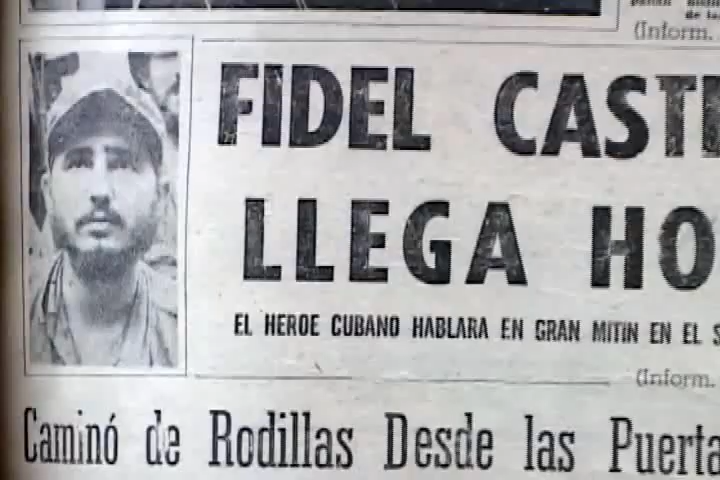 (Inform.
FIDEL CAST
LLEGA HO
EL HEROE CUBANO HABLARA EN GRAN MITIN EN EL S
(Inform.
Caminó de Rodillas Desde las Puerta